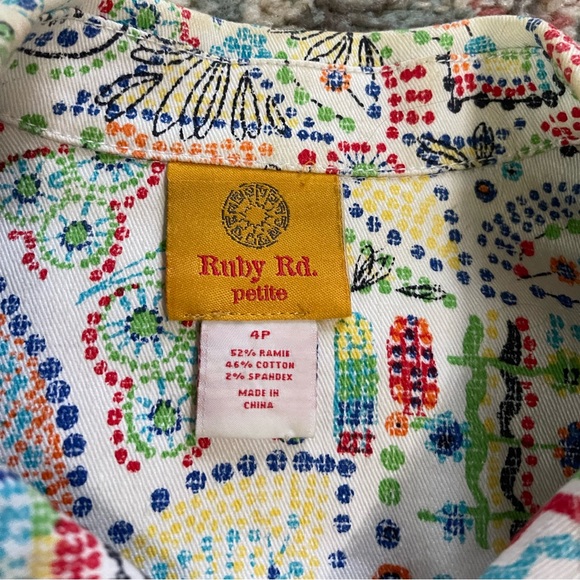 Ruby Rd.
petite
4P
52% RAMIE
46% COTTON
2% SPANDEX
MADE IN
CHINA